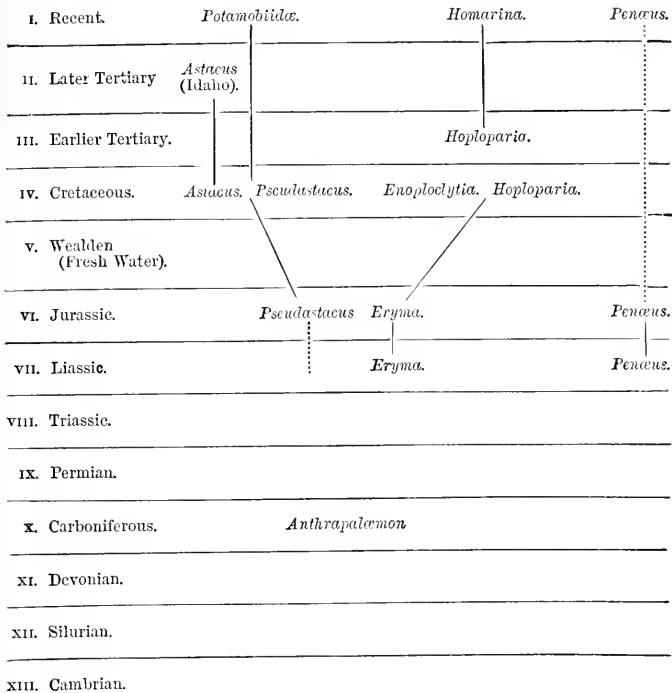 I. Recent. Potamobiidæ. Homarina. Penæus.
II. Later Tertiary Astacus
(Idaho).
III. Earlier Tertiary. Hoploparia.
IV. Cretaceous. Astacus. Pseudastacus. Enoploclytia. Hoploparia.
V. Wealden
(Fresh Water).
VI. Jurassic. Pseudastacus Eryma. Penæus.
VII. Liassic. Eryma. Penæus.
VIII. Triassic.
IX. Permian.
X. Carboniferous. Anthrapalæmon
XI. Devonian.
XII. Silurian.
XIII. Cambrian.